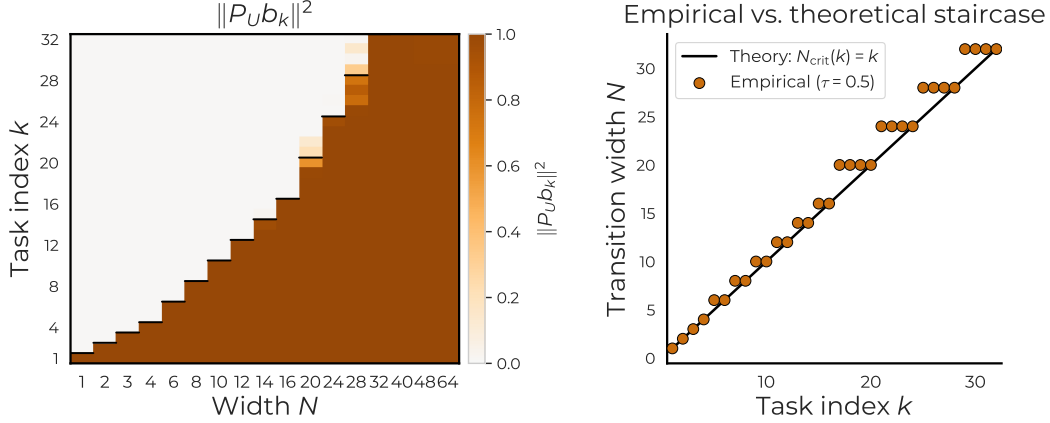 ‖P_U b_k‖²
32
28
24
20
16
12
8
4
1
Task index k
1 2 3 4 6 8 10 12 14 16 20 24 28 32 40 48 64
Width N
1.0
0.8
0.6
0.4
0.2
0.0
‖P_U b_k‖²
Empirical vs. theoretical staircase
Theory: N_crit(k) = k
Empirical (τ = 0.5)
30
25
20
15
10
5
0
Transition width N
10 20 30
Task index k